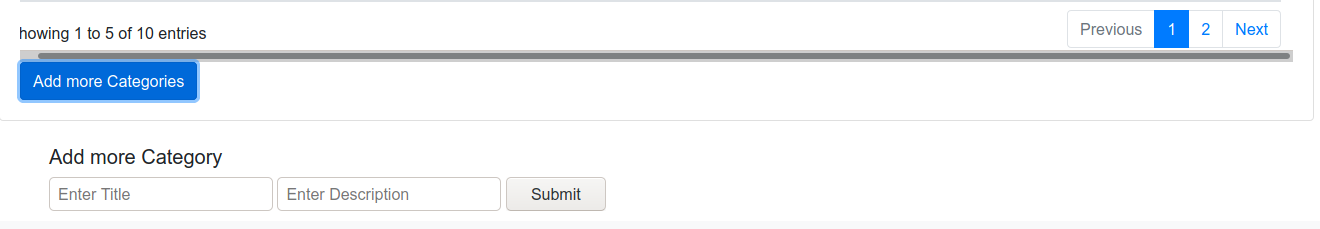 howing 1 to 5 of 10 entries
Previous 1 2 Next
Add more Categories
Add more Category
Enter Title Enter Description Submit